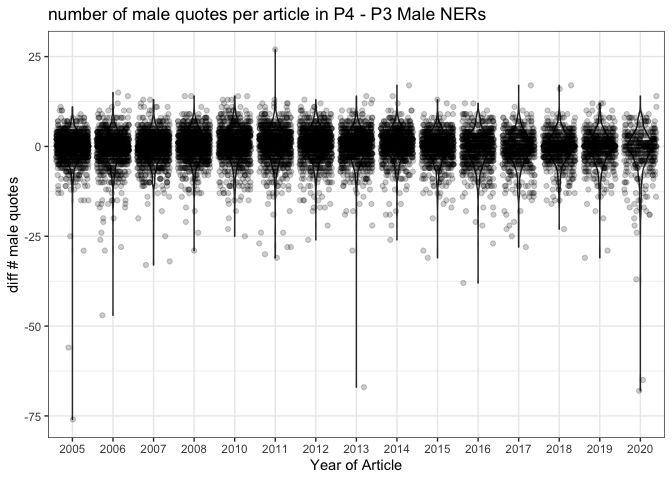 number of male quotes per article in P4 - P3 Male NERs
diff # male quotes
25
0
-25
-50
-75
2005 2006 2007 2008 2010 2011 2012 2013 2014 2015 2016 2017 2018 2019 2020
Year of Article